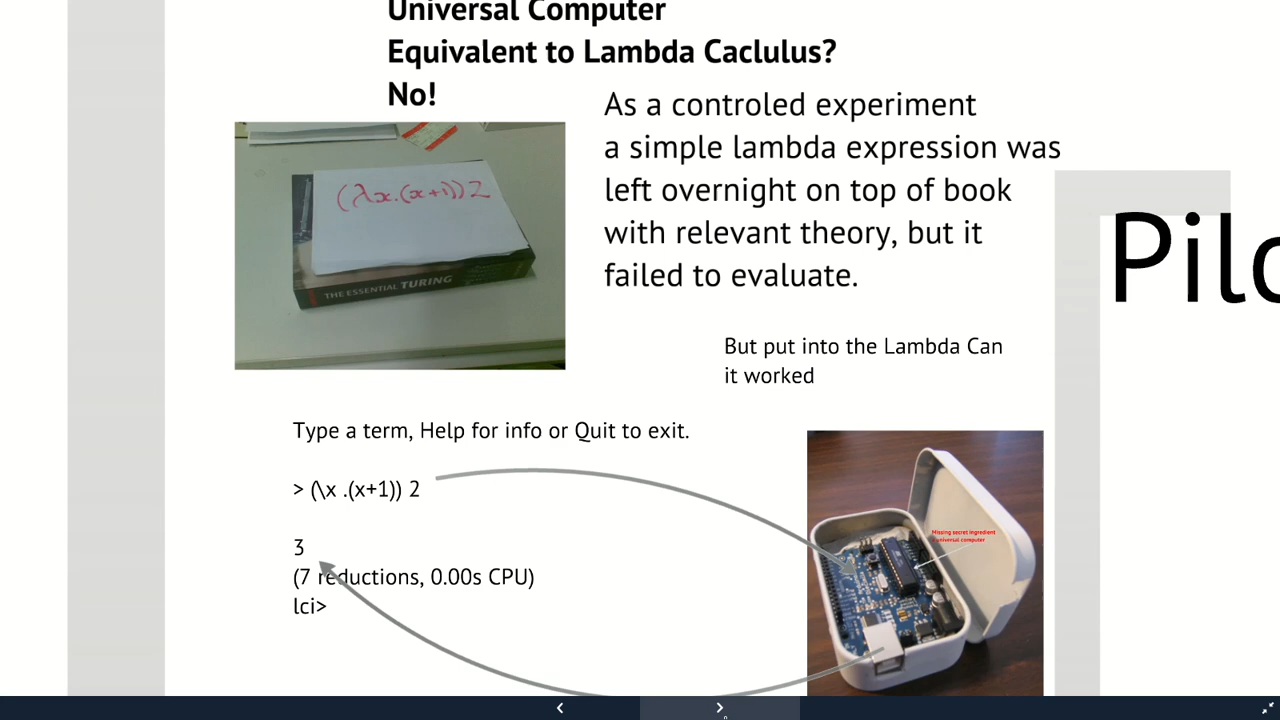 Universal Computer
Equivalent to Lambda Caclulus?
No!
As a controled experiment
a simple lambda expression was
left overnight on top of book
with relevant theory, but it
failed to evaluate.
(λx.(x+1))2
THE ESSENTIAL TURING
But put into the Lambda Can
it worked
Type a term, Help for info or Quit to exit.
> (\x .(x+1)) 2
3
(7 reductions, 0.00s CPU)
lci>
Missing secret ingredient
universal computer